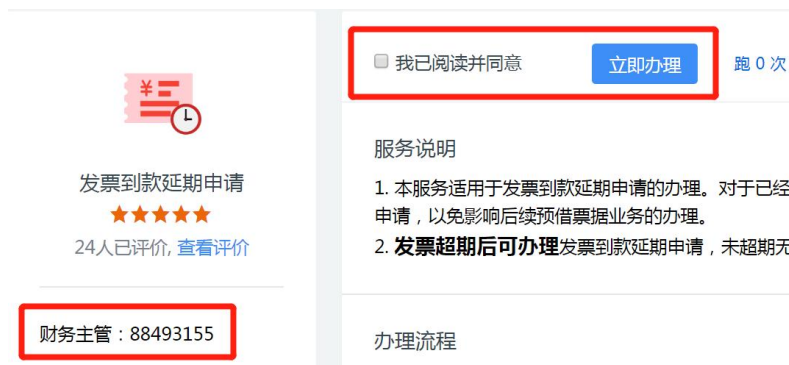 发票到款延期申请
24人已评价, 查看评价
财务主管：88493155
我已阅读并同意 立即办理 跑 0 次
服务说明
1. 本服务适用于发票到款延期申请的办理。对于已经
申请，以免影响后续预借票据业务的办理。
2. 发票超期后可办理发票到款延期申请，未超期无
办理流程